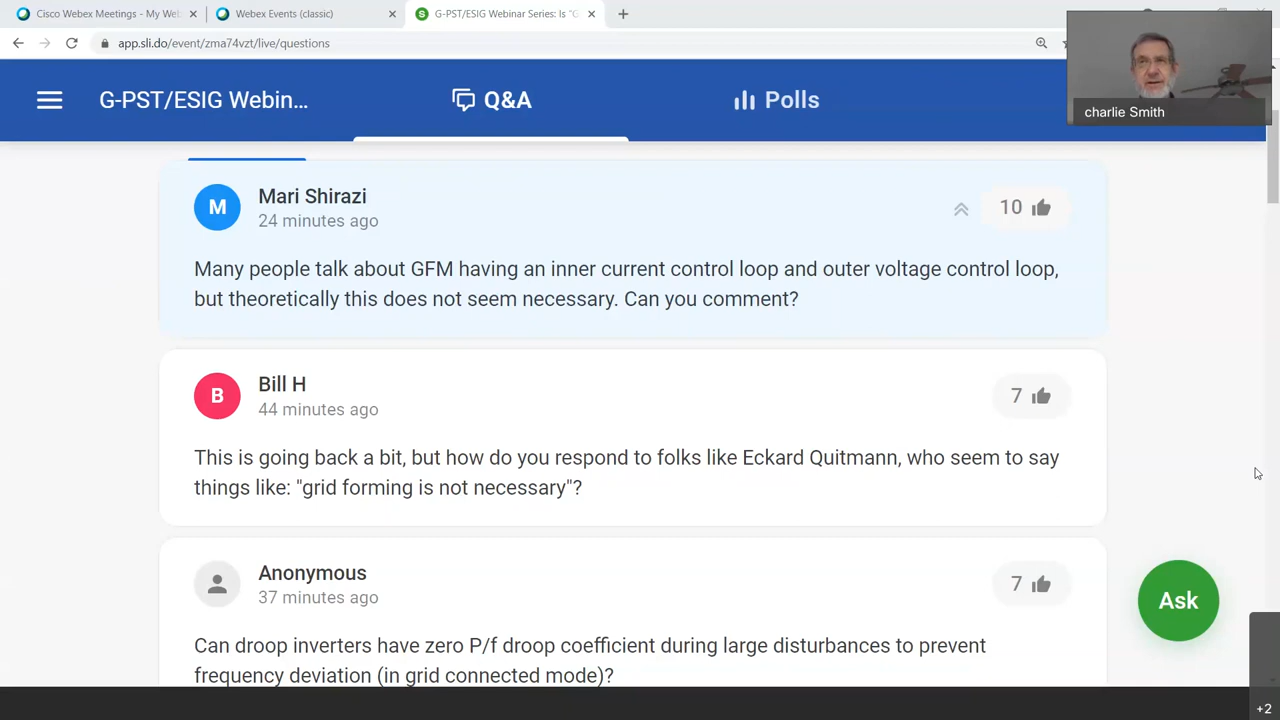 Cisco Webex Meetings - My Web
Webex Events (classic)
G-PST/ESIG Webinar Series: Is "G
app.sli.do/event/zma74vzt/live/questions
charlie Smith
G-PST/ESIG Webin...
Q&A
Polls
M
Mari Shirazi
24 minutes ago
10
Many people talk about GFM having an inner current control loop and outer voltage control loop,
but theoretically this does not seem necessary. Can you comment?
B
Bill H
44 minutes ago
7
This is going back a bit, but how do you respond to folks like Eckard Quitmann, who seem to say
things like: "grid forming is not necessary"?
Anonymous
37 minutes ago
7
Can droop inverters have zero P/f droop coefficient during large disturbances to prevent
frequency deviation (in grid connected mode)?
Ask
+2